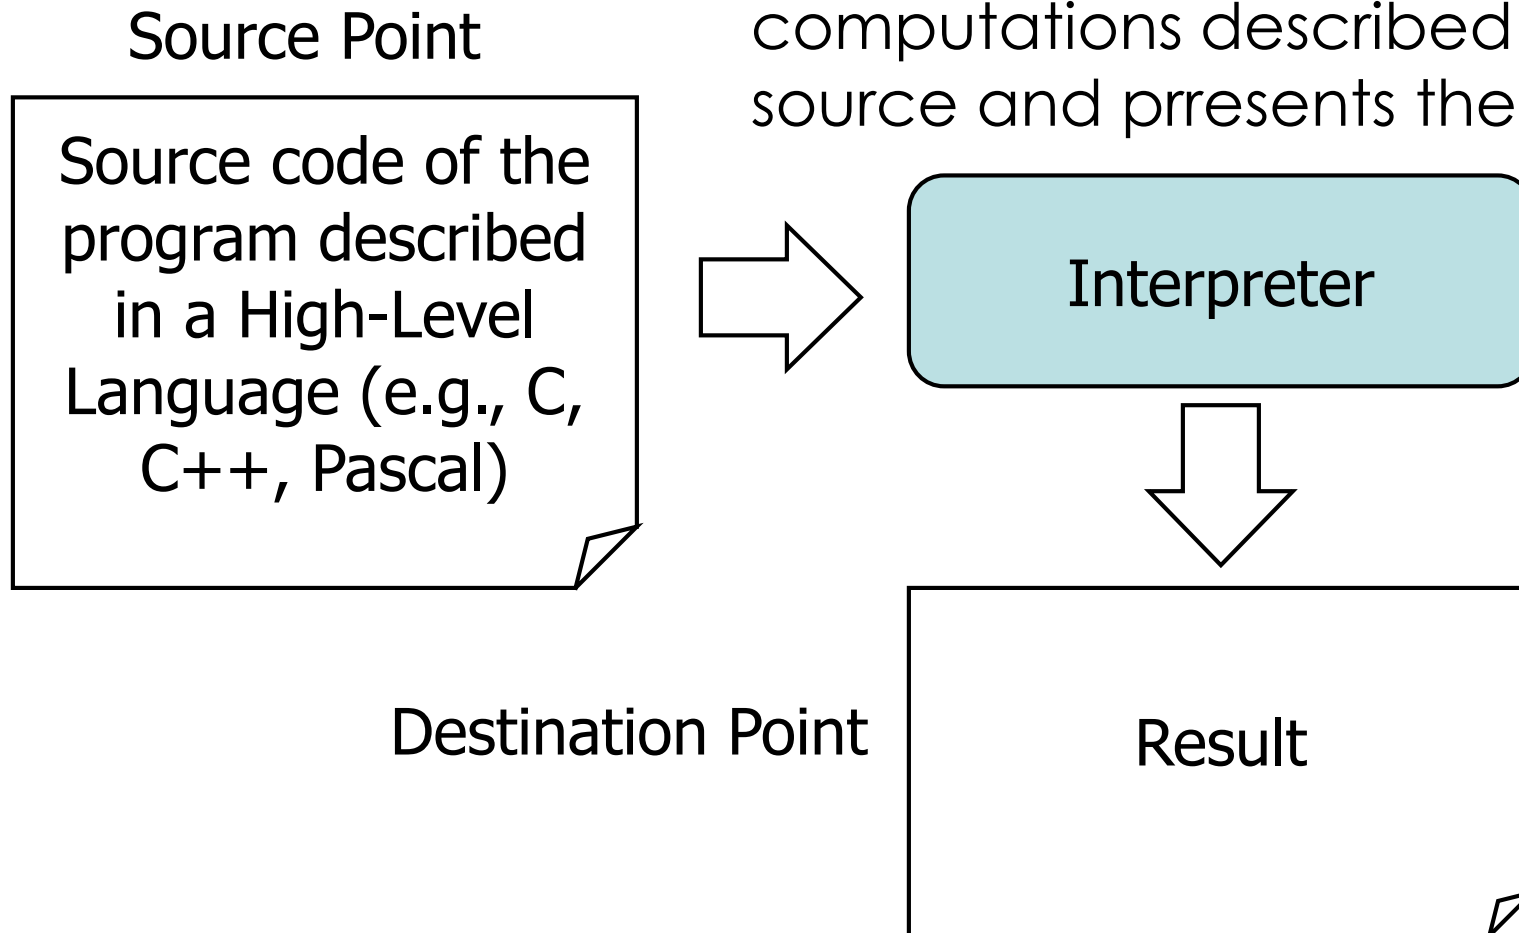 Source Point
computations described
source and prresents the
Source code of the
program described
in a High-Level
Language (e.g., C,
C++, Pascal)
Interpreter
Destination Point
Result